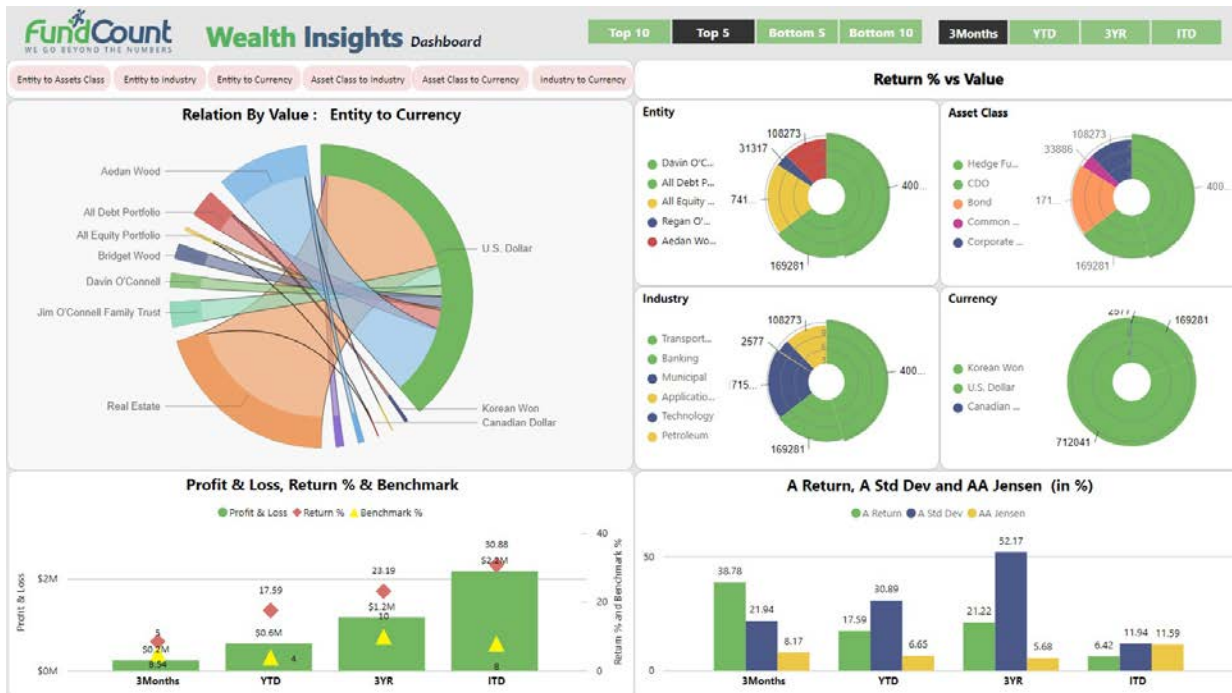 FundCount
WE GO BEYOND THE NUMBERS
Wealth Insights Dashboard
Top 10 Top 5 Bottom 5 Bottom 10
3Months YTD 3YR ITD
Entity to Assets Class Entity to Industry Entity to Currency Asset Class to Industry Asset Class to Currency Industry to Currency
Return % vs Value
Relation By Value : Entity to Currency
Aedan Wood
All Debt Portfolio
All Equity Portfolio
Bridget Wood
Davin O'Connell
Jim O'Connell Family Trust
Real Estate
U.S. Dollar
Korean Won
Canadian Dollar
Entity
Davin O'C...
All Debt P...
All Equity ...
Regan O'...
Aedan Wo...
108273
31317
741...
400...
169281
Asset Class
Hedge Fu...
CDO
Bond
Common ...
Corporate ...
108273
33886
171...
400...
169281
Industry
Transport...
Banking
Municipal
Applicatio...
Technology
Petroleum
108273
2577
715...
400...
169281
Currency
Korean Won
U.S. Dollar
Canadian ...
2577
169281
712041
Profit & Loss, Return % & Benchmark
Profit & Loss Return % Benchmark %
Profit & Loss
$2M
$0M
5
$0.2M
8.54
17.59
$0.6M
4
23.19
$1.2M
10
30.88
$2.2M
8
3Months YTD 3YR ITD
40
20
0
Return % and Benchmark %
A Return, A Std Dev and AA Jensen (in %)
A Return A Std Dev AA Jensen
50
0
38.78 21.94 8.17
17.59 30.89 6.65
21.22 52.17 5.68
6.42 11.94 11.59
3Months YTD 3YR ITD